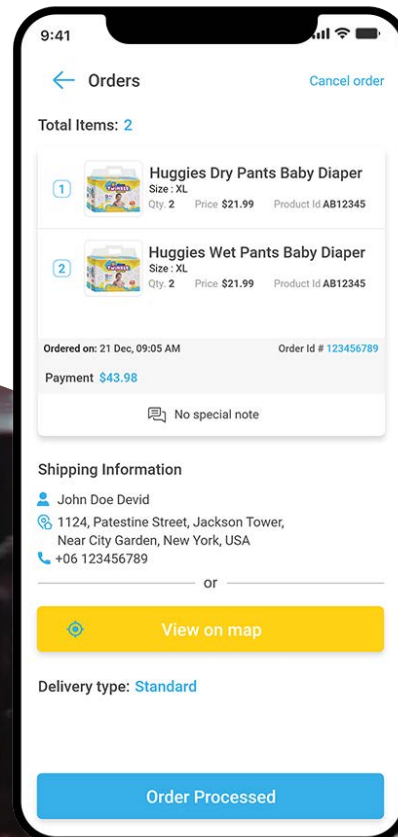 9:41
Orders
Cancel order
Total Items: 2
1
Huggies Dry Pants Baby Diaper
Size : XL
Qty. 2 Price $21.99 Product Id AB12345
2
Huggies Wet Pants Baby Diaper
Size : XL
Qty. 2 Price $21.99 Product Id AB12345
Ordered on: 21 Dec, 09:05 AM
Order Id # 123456789
Payment $43.98
No special note
Shipping Information
John Doe Devid
1124, Patestine Street, Jackson Tower,
Near City Garden, New York, USA
+06 123456789
or
View on map
Delivery type: Standard
Order Processed